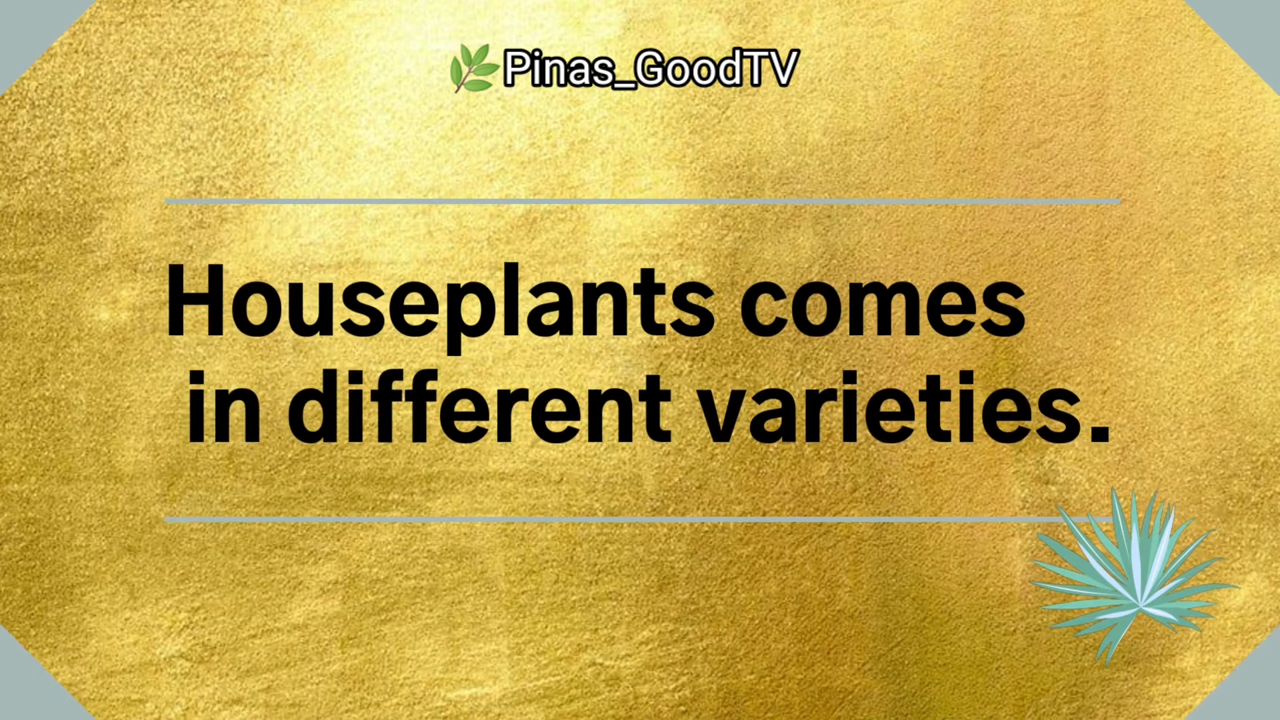 🌿Pinas_GoodTV
Houseplants comes
in different varieties.